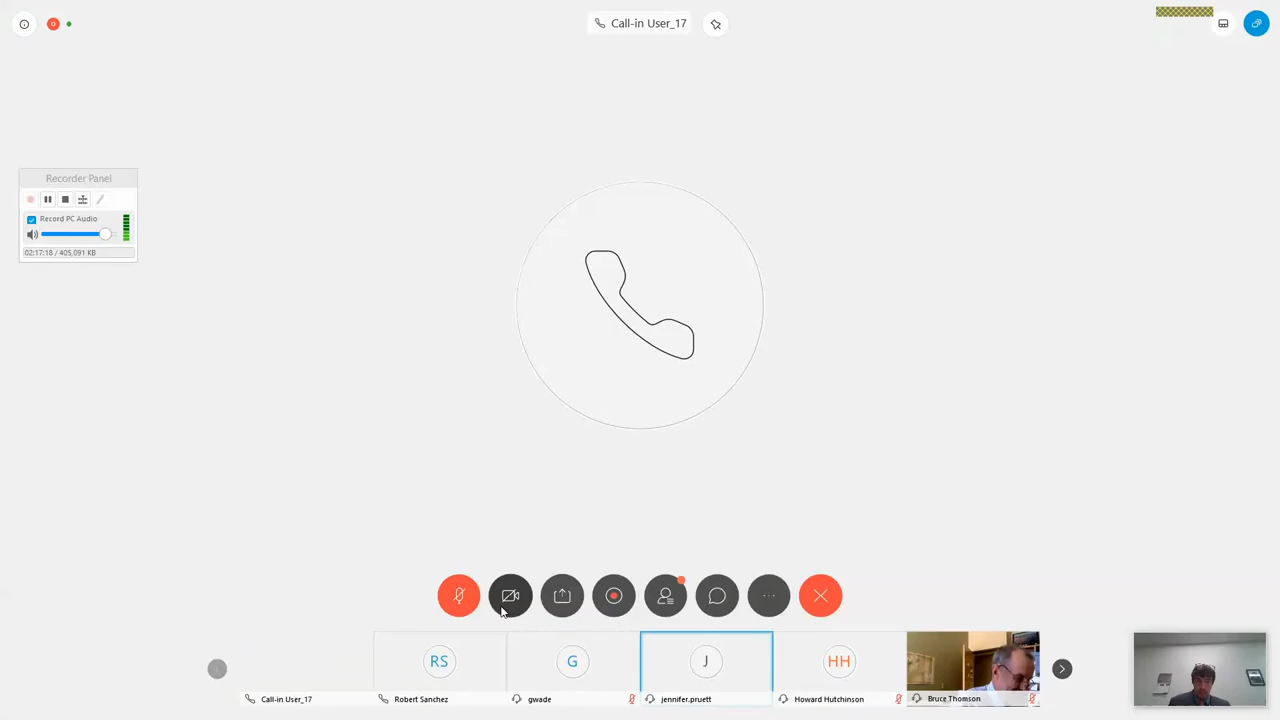 Call-in User_17
Recorder Panel
Record PC Audio
02:17:18 / 405,091 KB
RS
G
J
HH
Call-in User_17
Robert Sanchez
gwade
jennifer.pruett
Howard Hutchinson
Bruce Thomson